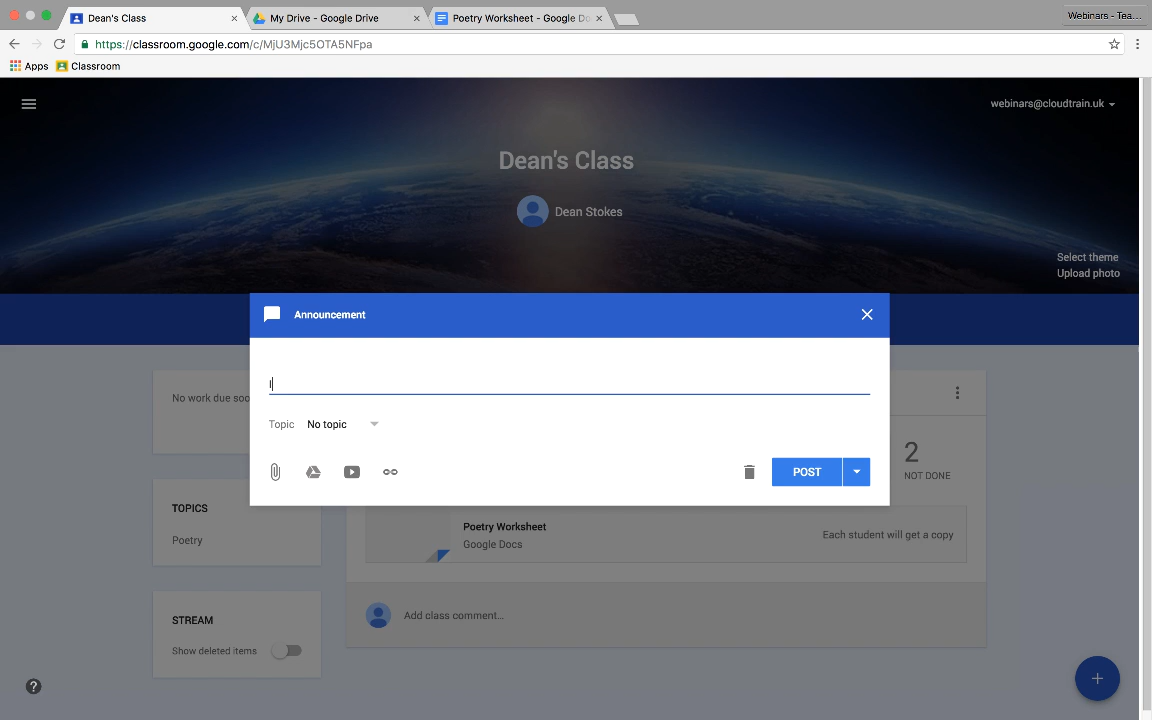 Dean's Class
My Drive - Google Drive
Poetry Worksheet - Google Do
Webinars - Tea...
https://classroom.google.com/c/MjU3Mjc5OTA5NFpa
Apps
Classroom
webinars@cloudtrain.uk
Dean's Class
Dean Stokes
Select theme
Upload photo
Announcement
I
No work due soo
Topic No topic
2
NOT DONE
POST
TOPICS
Poetry
Poetry Worksheet
Google Docs
Each student will get a copy
STREAM
Show deleted items
Add class comment...
?